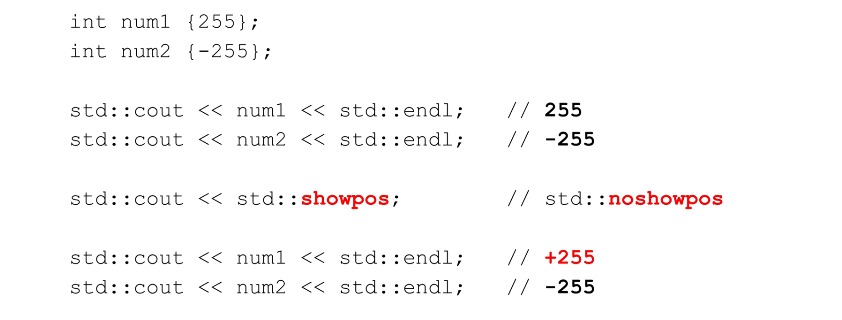 int num1 {255};
int num2 {-255};
std::cout << num1 << std::endl; // 255
std::cout << num2 << std::endl; // -255
std::cout << std::showpos; // std::noshowpos
std::cout << num1 << std::endl; // +255
std::cout << num2 << std::endl; // -255